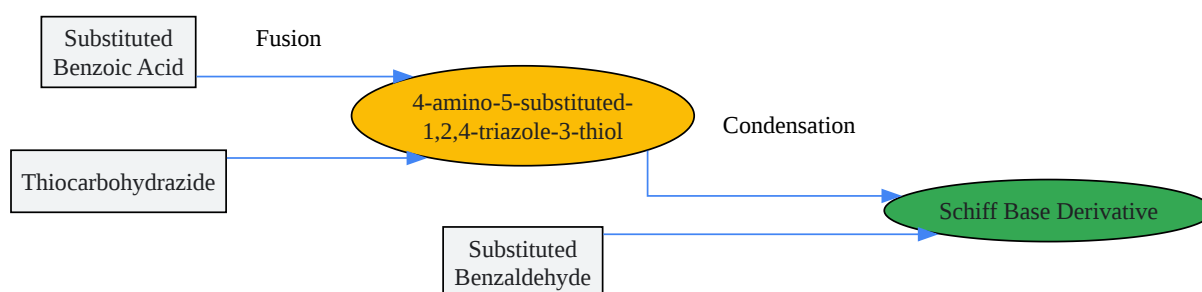 Substituted
Benzoic Acid
Fusion
4-amino-5-substituted-
1,2,4-triazole-3-thiol
Thiocarbohydrazide
Condensation
Schiff Base Derivative
Substituted
Benzaldehyde